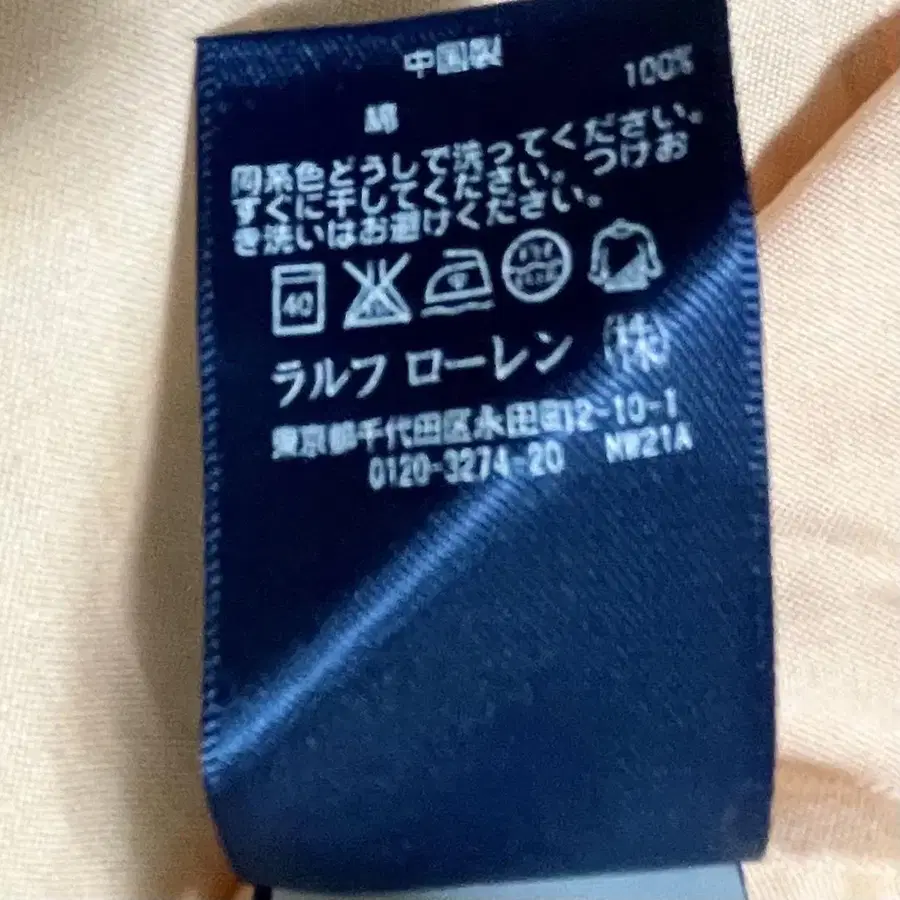 中国製
綿 100%
同系色どうしで洗ってください。
すぐに干してください。つけお
き洗いはお避けください。
40
ラルフ ローレン ㈱
東京都千代田区永田町2-10-1
0120-3274-20 NW21A